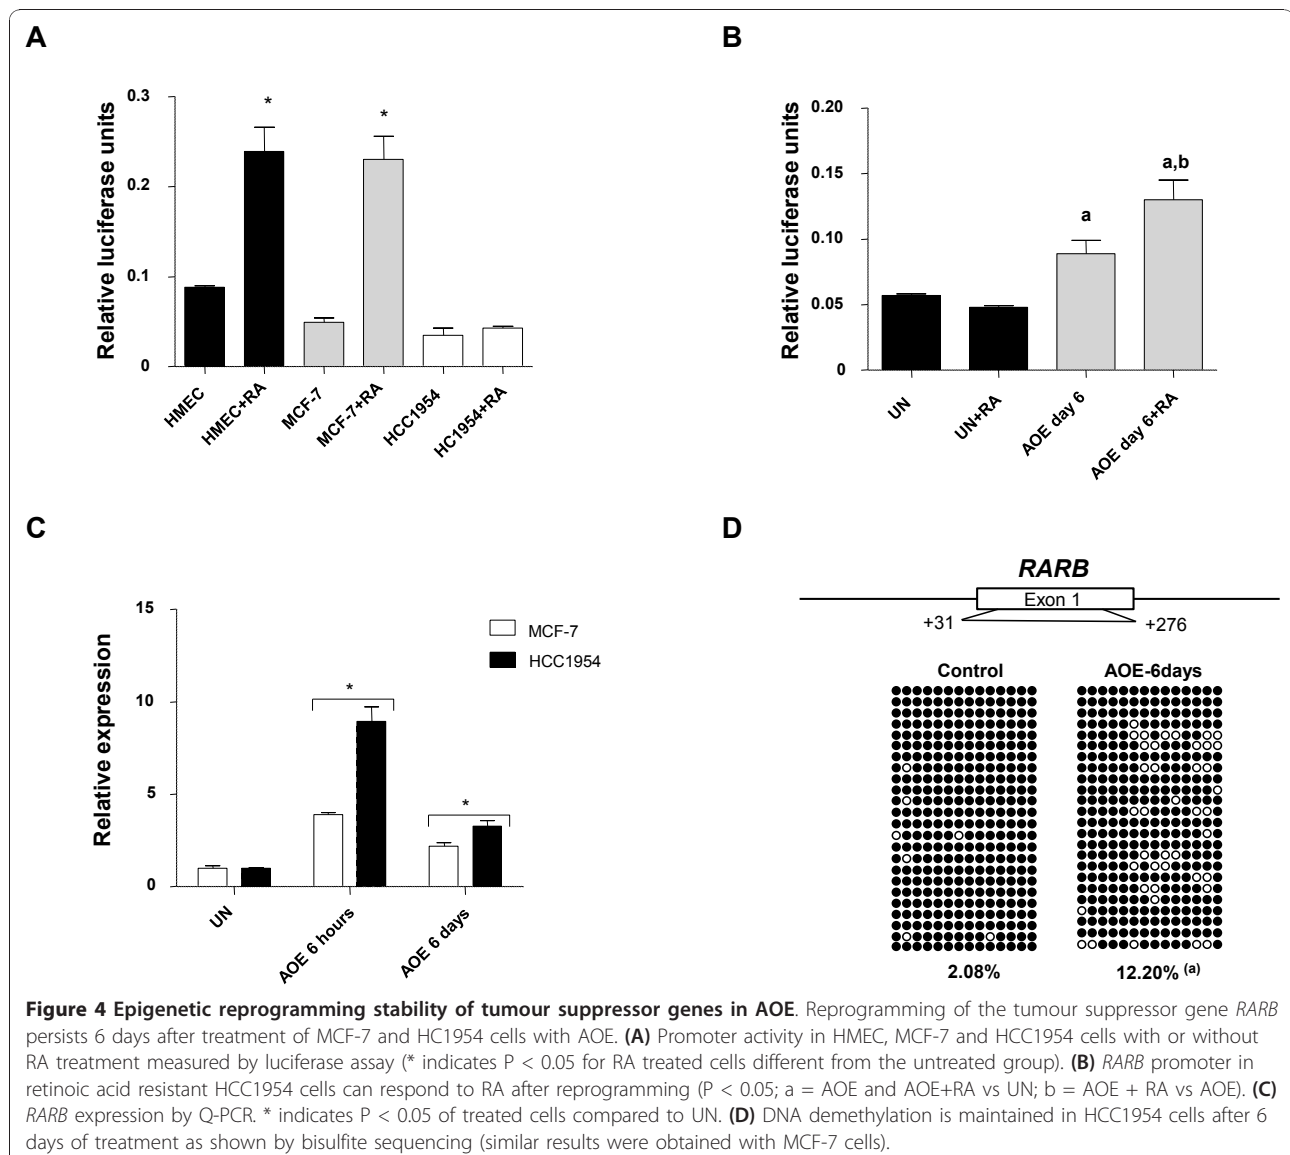 A
Relative luciferase units
0.3
0.2
0.1
0
*
*
HMEC
HMEC+RA
MCF-7
MCF-7+RA
HCC1954
HC1954+RA
B
Relative luciferase units
0.20
0.15
0.10
0.05
0
a
a,b
UN
UN+RA
AOE day 6
AOE day 6+RA
C
Relative expression
15
10
5
0
MCF-7
HCC1954
*
*
UN
AOE 6 hours
AOE 6 days
D
RARB
Exon 1
+31
+276
Control
AOE-6days
2.08%
12.20% (a)
Figure 4 Epigenetic reprogramming stability of tumour suppressor genes in AOE. Reprogramming of the tumour suppressor gene RARB
persists 6 days after treatment of MCF-7 and HC1954 cells with AOE. (A) Promoter activity in HMEC, MCF-7 and HCC1954 cells with or without
RA treatment measured by luciferase assay (* indicates P < 0.05 for RA treated cells different from the untreated group). (B) RARB promoter in
retinoic acid resistant HCC1954 cells can respond to RA after reprogramming (P < 0.05; a = AOE and AOE+RA vs UN; b = AOE + RA vs AOE). (C)
RARB expression by Q-PCR. * indicates P < 0.05 of treated cells compared to UN. (D) DNA demethylation is maintained in HCC1954 cells after 6
days of treatment as shown by bisulfite sequencing (similar results were obtained with MCF-7 cells).